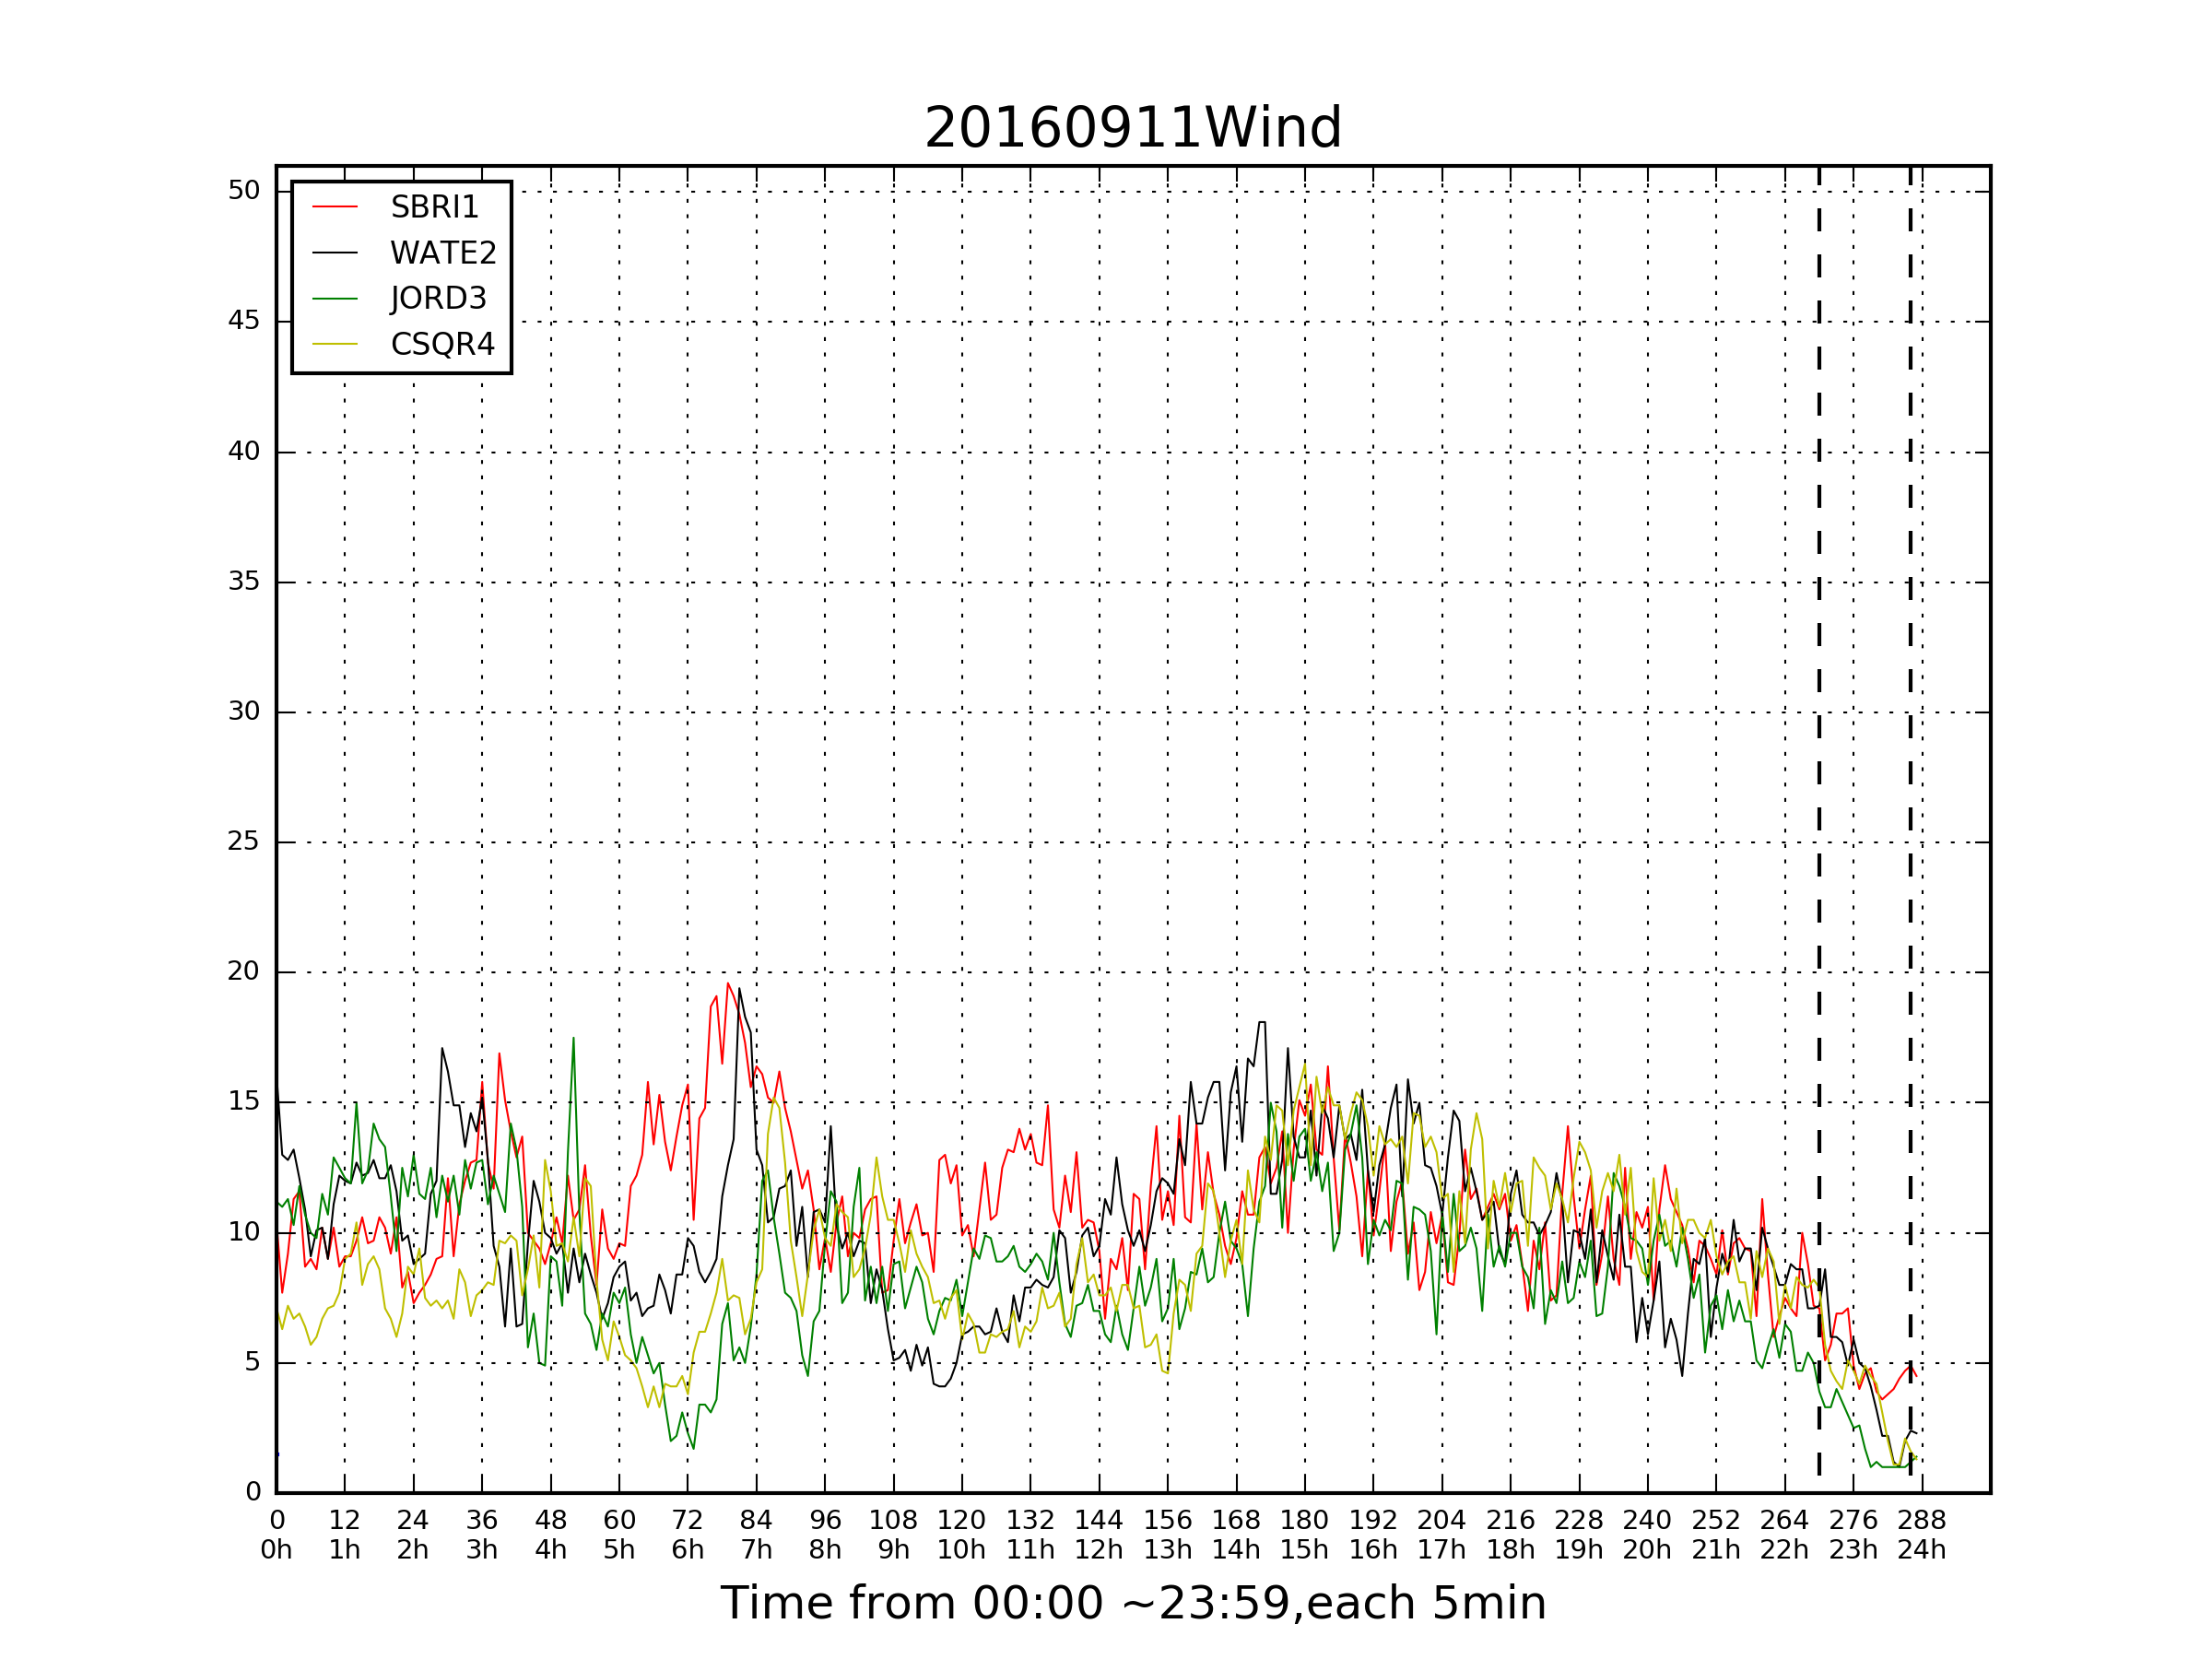 20160911Wind
SBRI1
WATE2
JORD3
CSQR4
50
45
40
35
30
25
20
15
10
5
0
0 12 24 36 48 60 72 84 96 108 120 132 144 156 168 180 192 204 216 228 240 252 264 276 288
0h 1h 2h 3h 4h 5h 6h 7h 8h 9h 10h 11h 12h 13h 14h 15h 16h 17h 18h 19h 20h 21h 22h 23h 24h
Time from 00:00 ~23:59,each 5min